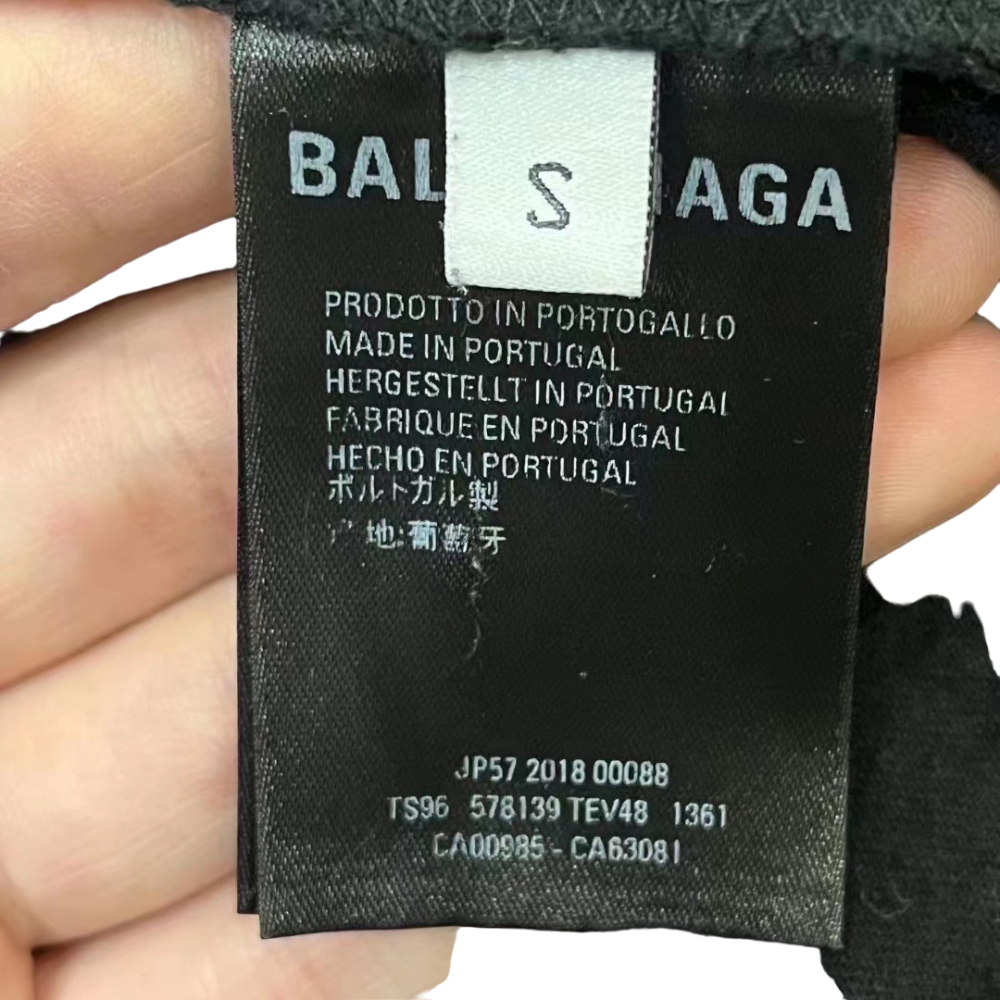 BAL AGA
S
PRODOTTO IN PORTOGALLO
MADE IN PORTUGAL
HERGESTELLT IN PORTUGAL
FABRIQUE EN PORTUGAL
HECHO EN PORTUGAL
ポルトガル製
地:葡萄牙
JP57 2018 00088
TS96 578139 TEV48 1361
CA00985 - CA63081